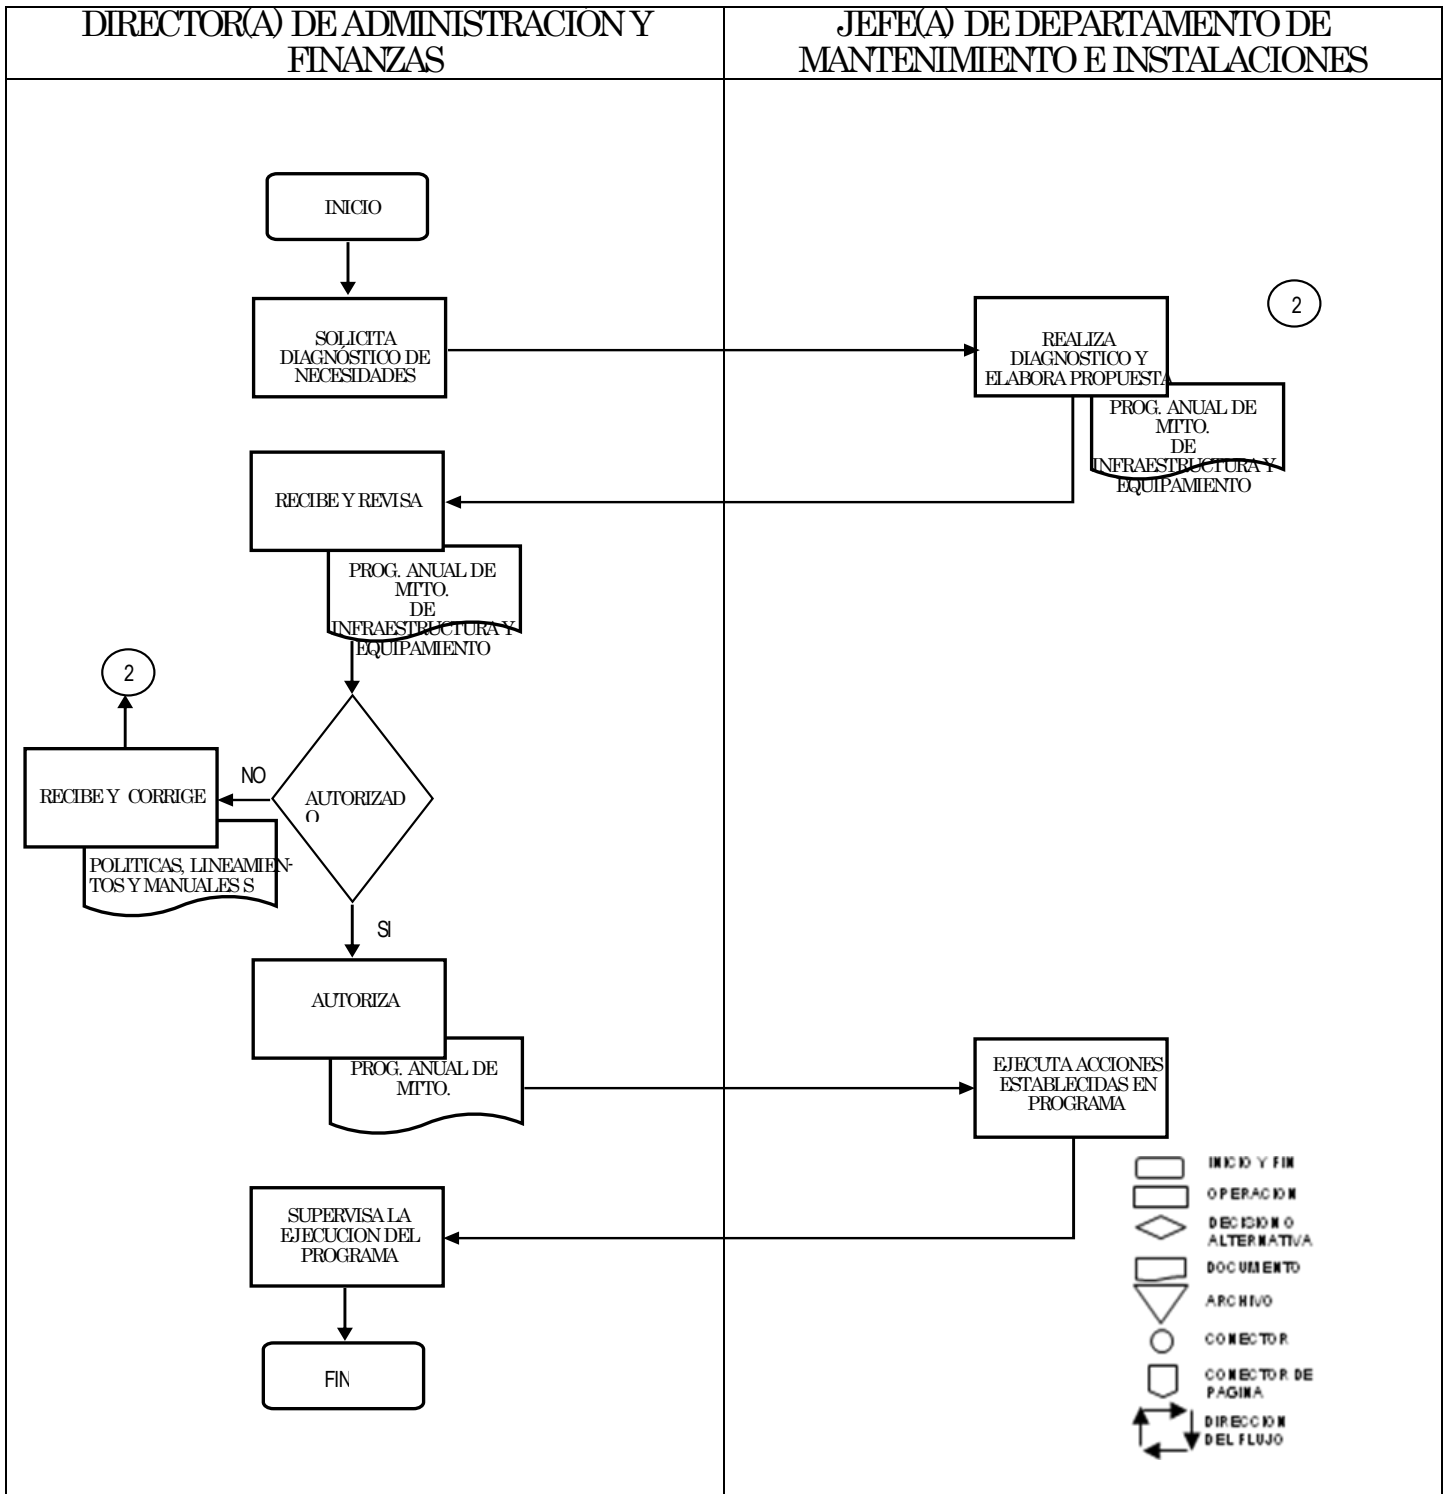 DIRECTOR(A) DE ADMINISTRACION Y
FINANZAS
JEFE(A) DE DEPARTAMENTO DE
MANTENIMIENTO E INSTALACIONES
INICIO
SOLICITA
DIAGNÓSTICO DE
NECESIDADES
REALIZA
DIAGNOSTICO Y
ELABORA PROPUESTA
2
PROG. ANUAL DE
MTTO.
DE
INFRAESTRUCTURA Y
EQUIPAMIENTO
RECIBE Y REVISA
PROG. ANUAL DE
MTTO.
DE
INFRAESTRUCTURA Y
EQUIPAMIENTO
2
RECIBE Y CORRIGE
NO
AUTORIZAD
O
POLITICAS, LINEAMIEN-
TOS Y MANUALES S
SI
AUTORIZA
PROG. ANUAL DE
MTTO.
EJECUTA ACCIONES
ESTABLECIDAS EN
PROGRAMA
SUPERVISA LA
EJECUCION DEL
PROGRAMA
FIN
INICIO Y FIN
OPERACION
DECISION O
ALTERNATIVA
DOCUMENTO
ARCHIVO
CONECTOR
CONECTOR DE
PAGINA
DIRECCION
DEL FLUJO